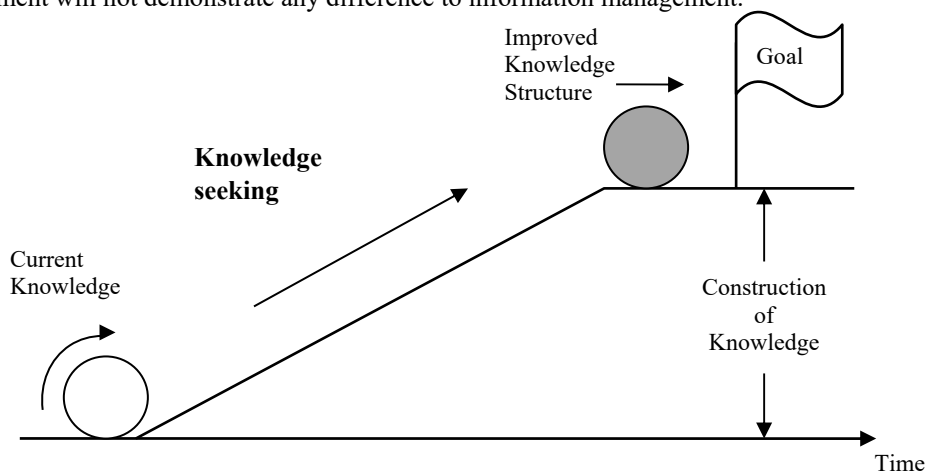 ment will not demonstrate any difference to information management.
Improved
Knowledge
Structure
Goal
Knowledge
seeking
Current
Knowledge
Construction
of
Knowledge
Time